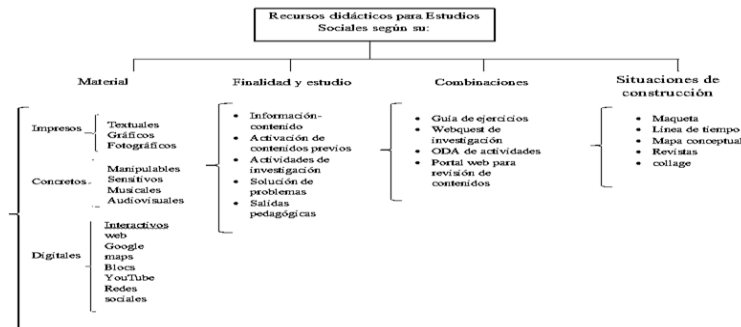 Recursos didácticos para Estudios
Sociales según su:
Material
Impresos
Textuales
Gráficos
Fotográficos
Concretos
Manipulables
Sensitivos
Musicales
Audiovisuales
Digitales
Interactivos
web
Google
maps
Blocs
YouTube
Redes
sociales
Finalidad y estudio
• Información-
contenido
• Activación de
contenidos previos
• Actividades de
investigación
• Solución de
problemas
• Salidas
pedagógicas
Combinaciones
• Guía de ejercicios
• Webquest de
investigación
• ODA de actividades
• Portal web para
revisión de
contenidos
Situaciones de
construcción
• Maqueta
• Línea de tiempo
• Mapa conceptual
• Revistas
• collage